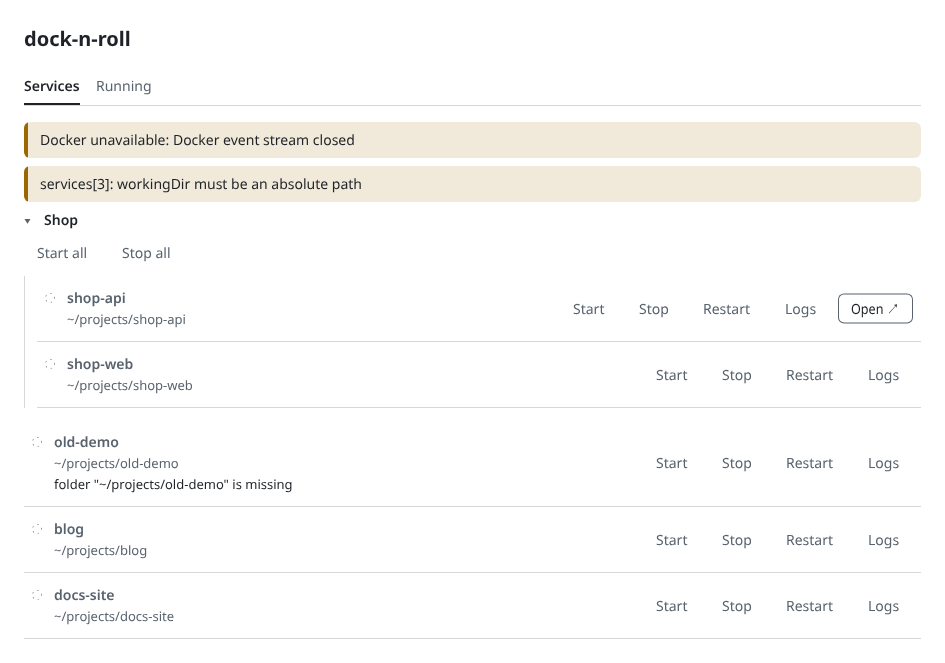 dock-n-roll
Services Running
Docker unavailable: Docker event stream closed
services[3]: workingDir must be an absolute path
▾ Shop
Start all Stop all
shop-api
~/projects/shop-api
Start Stop Restart Logs Open ↗
shop-web
~/projects/shop-web
Start Stop Restart Logs
old-demo
~/projects/old-demo
folder "~/projects/old-demo" is missing
Start Stop Restart Logs
blog
~/projects/blog
Start Stop Restart Logs
docs-site
~/projects/docs-site
Start Stop Restart Logs